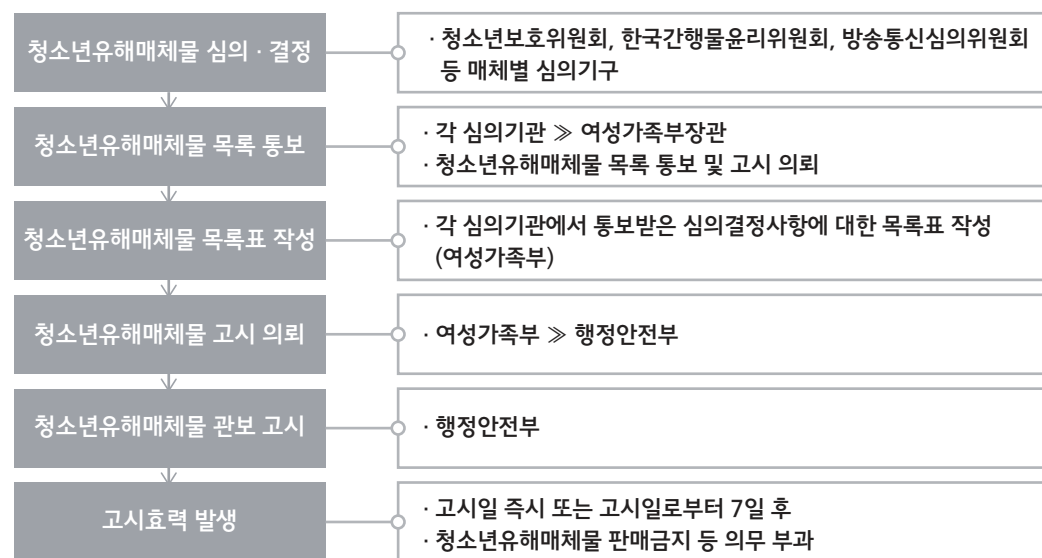 청소년유해매체물 심의 · 결정
· 청소년보호위원회, 한국간행물윤리위원회, 방송통신심의위원회
등 매체별 심의기구
청소년유해매체물 목록 통보
· 각 심의기관 ≫ 여성가족부장관
· 청소년유해매체물 목록 통보 및 고시 의뢰
청소년유해매체물 목록표 작성
· 각 심의기관에서 통보받은 심의결정사항에 대한 목록표 작성
(여성가족부)
청소년유해매체물 고시 의뢰
· 여성가족부 ≫ 행정안전부
청소년유해매체물 관보 고시
· 행정안전부
고시효력 발생
· 고시일 즉시 또는 고시일로부터 7일 후
· 청소년유해매체물 판매금지 등 의무 부과